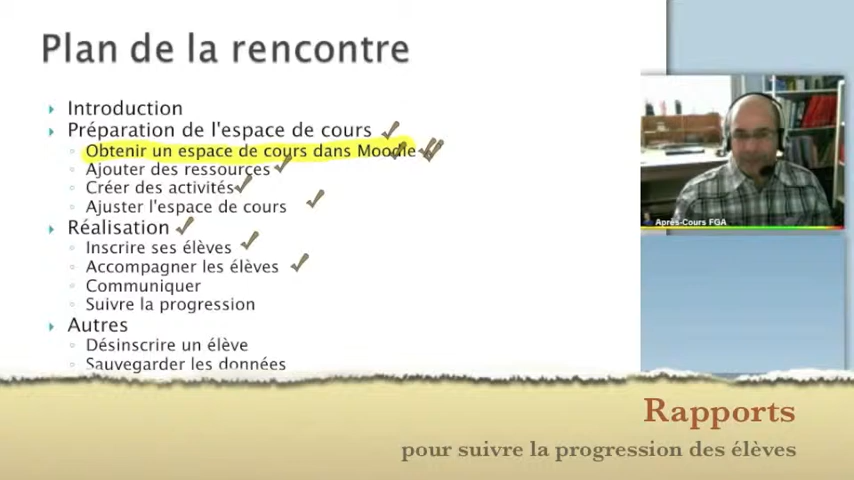 Plan de la rencontre
Introduction
Préparation de l'espace de cours
Obtenir un espace de cours dans Moodle
Ajouter des ressources
Créer des activités
Ajuster l'espace de cours
Réalisation
Inscrire ses élèves
Accompagner les élèves
Communiquer
Suivre la progression
Autres
Désinscrire un élève
Sauvegarder les données
Après-Cours FGA
Rapports
pour suivre la progression des élèves